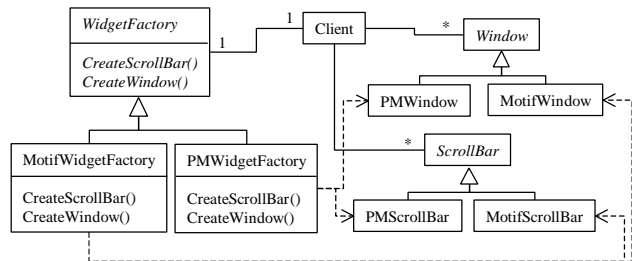 WidgetFactory
CreateScrollBar()
CreateWindow()
1
1
Client
*
Window
PMWindow
MotifWindow
*
ScrollBar
MotifWidgetFactory
CreateScrollBar()
CreateWindow()
PMWidgetFactory
CreateScrollBar()
CreateWindow()
PMScrollBar
MotifScrollBar